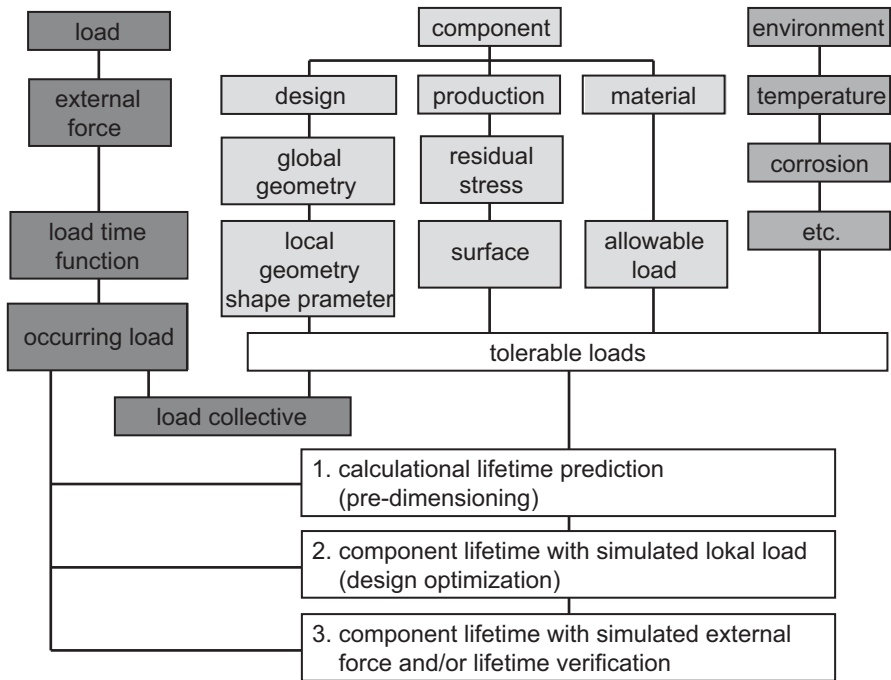 load
component
environment
external
force
design
production
material
temperature
global
geometry
residual
stress
corrosion
load time
function
local
geometry
shape prameter
surface
allowable
load
etc.
occurring load
tolerable loads
load collective
1. calculational lifetime prediction
(pre-dimensioning)
2. component lifetime with simulated lokal load
(design optimization)
3. component lifetime with simulated external
force and/or lifetime verification